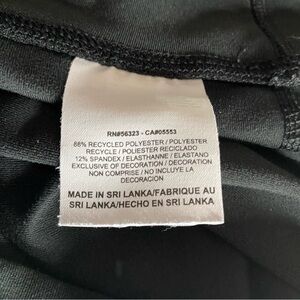 RN#56323 - CA#05553
88% RECYCLED POLYESTER / POLYESTER
RECYCLE / POLYESTER RECICLADO
12% SPANDEX / ELASTHANNE / ELASTANO
EXCLUSIVE OF DECORATION / DECORATION
NON COMPRISE / NO INCLUYE LA
DECORACION
MADE IN SRI LANKA/FABRIQUE AU
SRI LANKA/HECHO EN SRI LANKA